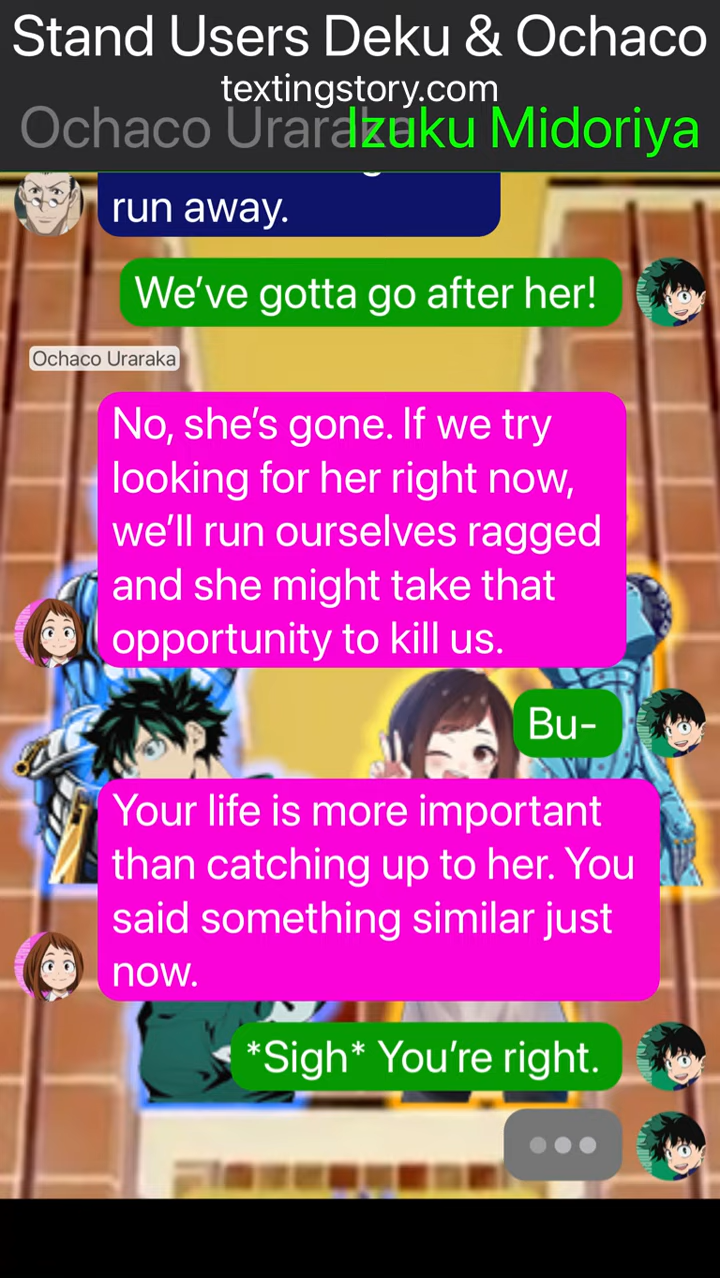 Stand Users Deku & Ochaco
textingstory.com
Ochaco Uraraka Izuku Midoriya
run away.
We've gotta go after her!
Ochaco Uraraka
No, she's gone. If we try
looking for her right now,
we'll run ourselves ragged
and she might take that
opportunity to kill us.
Bu-
Your life is more important
than catching up to her. You
said something similar just
now.
*Sigh* You're right.